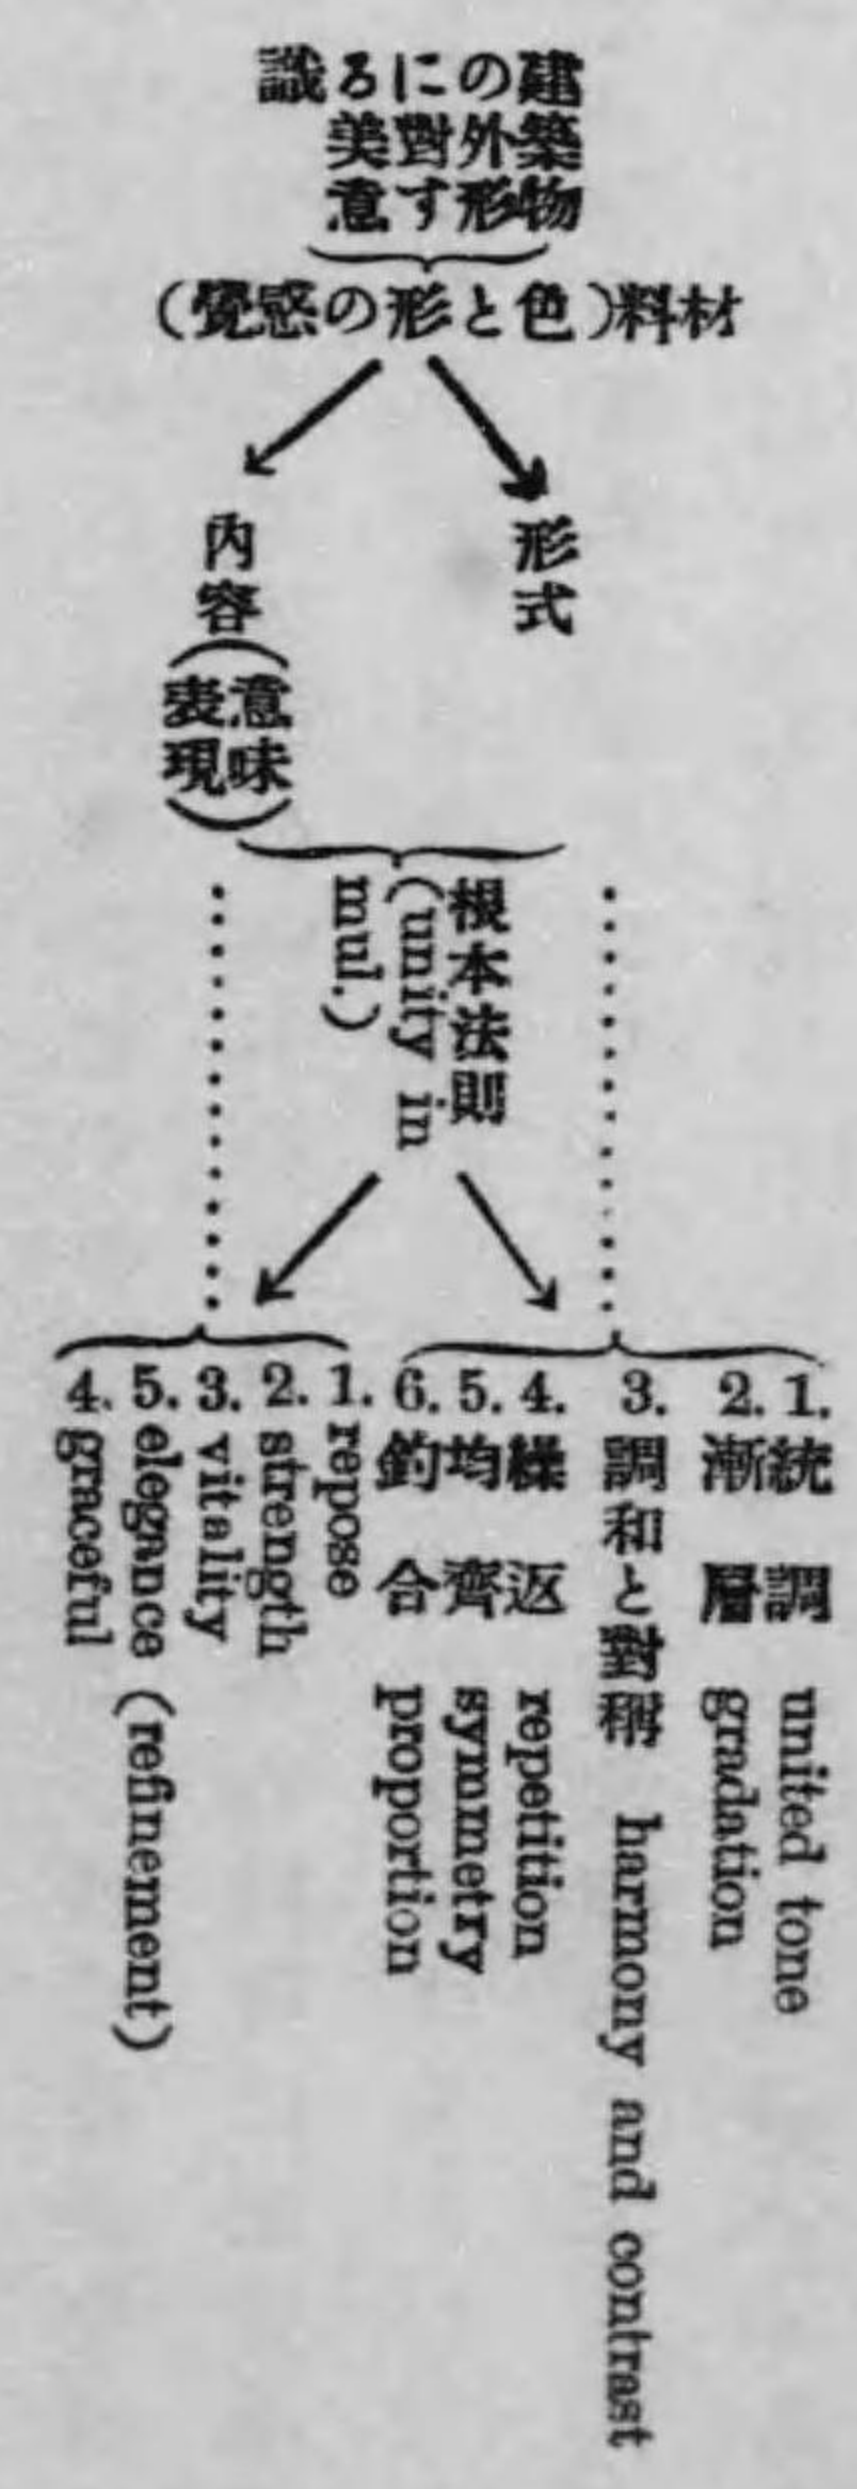 建築物
の外形
に對す
る美意
識
材料(色と形の感覺)
形式
內容(意味
表現)
根本法則
(unity in
mul.)
1. 統調 united tone
2. 漸層 gradation
3. 調和と對稱 harmony and contrast
4. 繰返 repetition
5. 均齊 symmetry
6. 釣合 proportion
1. repose
2. strength
3. vitality
5. elegance (refinement)
4. graceful